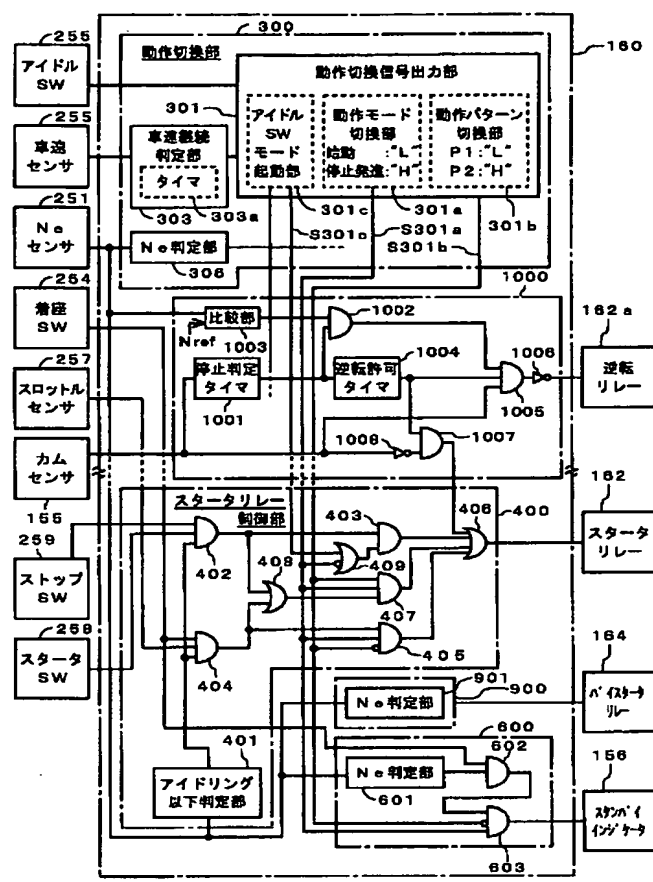 255
アイドル
SW
255
車速
センサ
251
Ne
センサ
254
着座
SW
257
スロットル
センサ
カム
センサ
155
259
ストップ
SW
258
スタータ
SW
300
動作切換部
160
動作切換信号出力部
301
アイドル
SW
モード
起動部
301c
動作モード
切換部
始動 :"L"
停止発進:"H"
301a
動作パターン
切換部
P1:"L"
P2:"H"
301b
車速継続
判定部
タイマ
303
303a
S301c
S301a
S301b
Ne判定部
306
1000
比較部
1003
Nref
1002
停止判定
タイマ
1001
逆転許可
タイマ
1004
1005
1006
1007
1008
162a
逆転
リレー
スタータリレー
制御部
400
402
403
404
405
406
407
408
409
162
スタータ
リレー
401
アイドリング
以下判定部
901
900
Ne判定部
164
バイスタータ
リレー
600
602
Ne判定部
601
603
156
スタンバイ
インジケータ